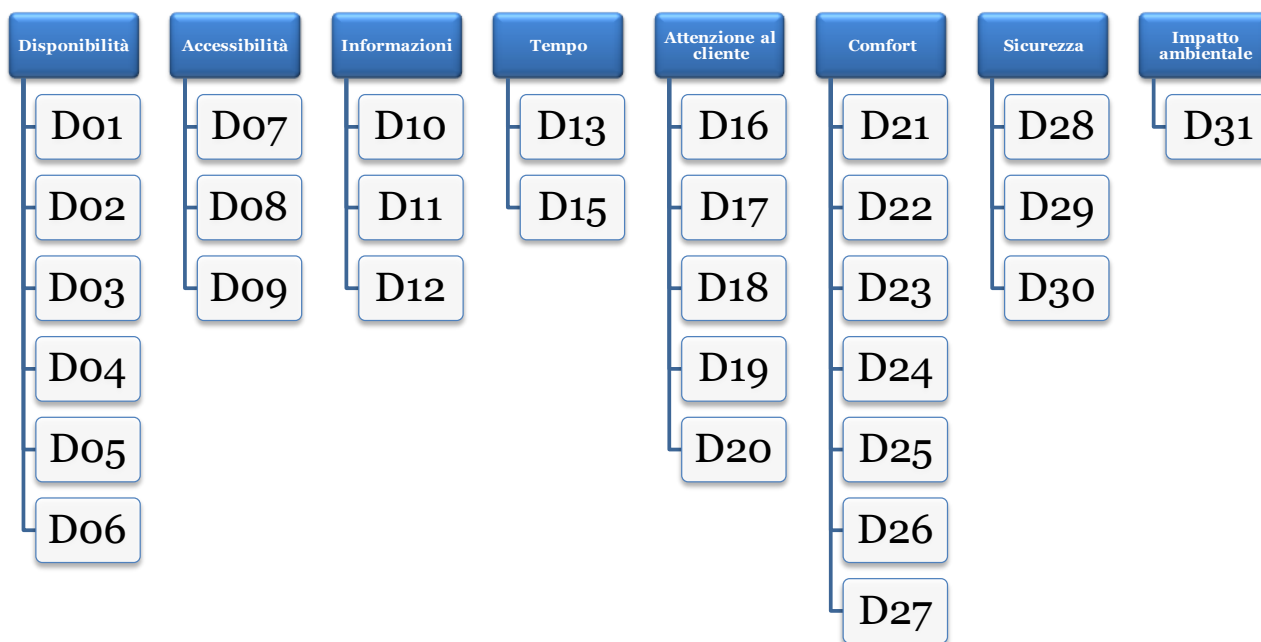 Disponibilità
D01
D02
D03
D04
D05
D06
Accessibilità
D07
D08
D09
Informazioni
D10
D11
D12
Tempo
D13
D15
Attenzione al
cliente
D16
D17
D18
D19
D20
Comfort
D21
D22
D23
D24
D25
D26
D27
Sicurezza
D28
D29
D30
Impatto
ambientale
D31